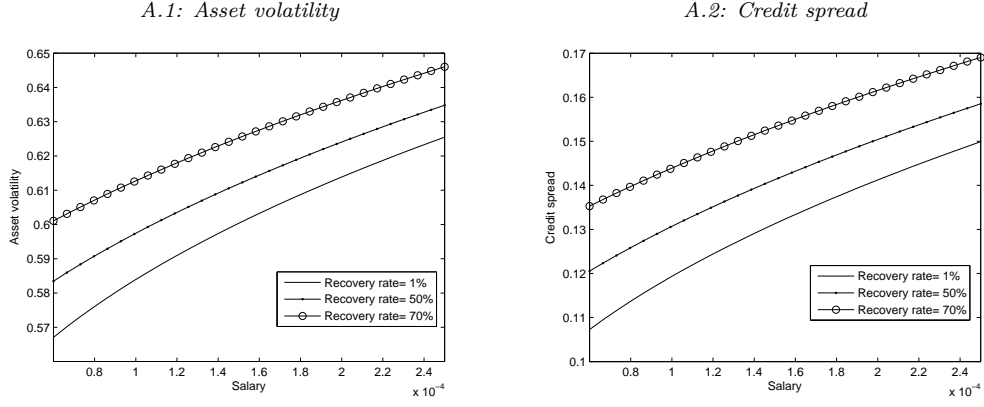 A.1: Asset volatility
0.65
0.64
0.63
0.62
0.61
0.6
0.59
0.58
0.57
Asset volatility
0.8 1 1.2 1.4 1.6 1.8 2 2.2 2.4
Salary
x 10⁻⁴
Recovery rate= 1%
Recovery rate= 50%
Recovery rate= 70%
A.2: Credit spread
0.17
0.16
0.15
0.14
0.13
0.12
0.11
0.1
Credit spread
0.8 1 1.2 1.4 1.6 1.8 2 2.2 2.4
Salary
x 10⁻⁴
Recovery rate= 1%
Recovery rate= 50%
Recovery rate= 70%